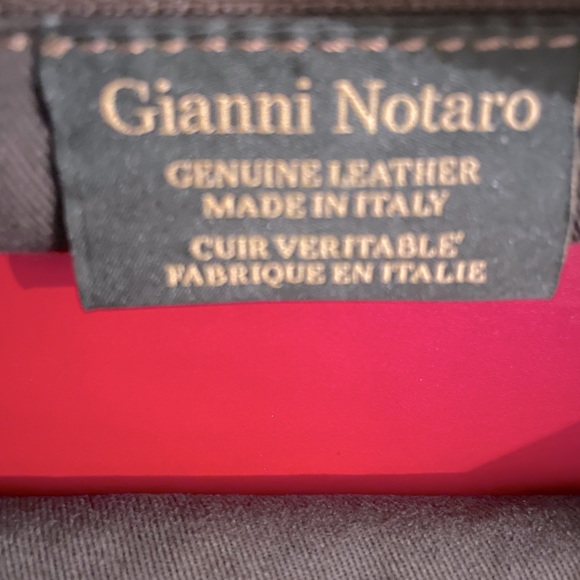 Gianni Notaro
GENUINE LEATHER
MADE IN ITALY
CUIR VERITABLE'
FABRIQUE EN ITALIE